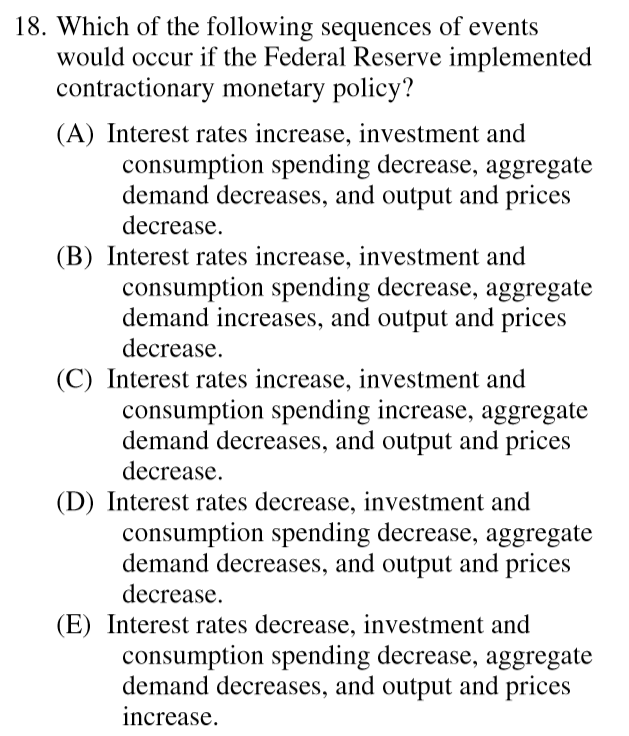 18. Which of the following sequences of events
would occur if the Federal Reserve implemented
contractionary monetary policy?
(A) Interest rates increase, investment and
consumption spending decrease, aggregate
demand decreases, and output and prices
decrease.
(B) Interest rates increase, investment and
consumption spending decrease, aggregate
demand increases, and output and prices
decrease.
(C) Interest rates increase, investment and
consumption spending increase, aggregate
demand decreases, and output and prices
decrease.
(D) Interest rates decrease, investment and
consumption spending decrease, aggregate
demand decreases, and output and prices
decrease.
(E) Interest rates decrease, investment and
consumption spending decrease, aggregate
demand decreases, and output and prices
increase.